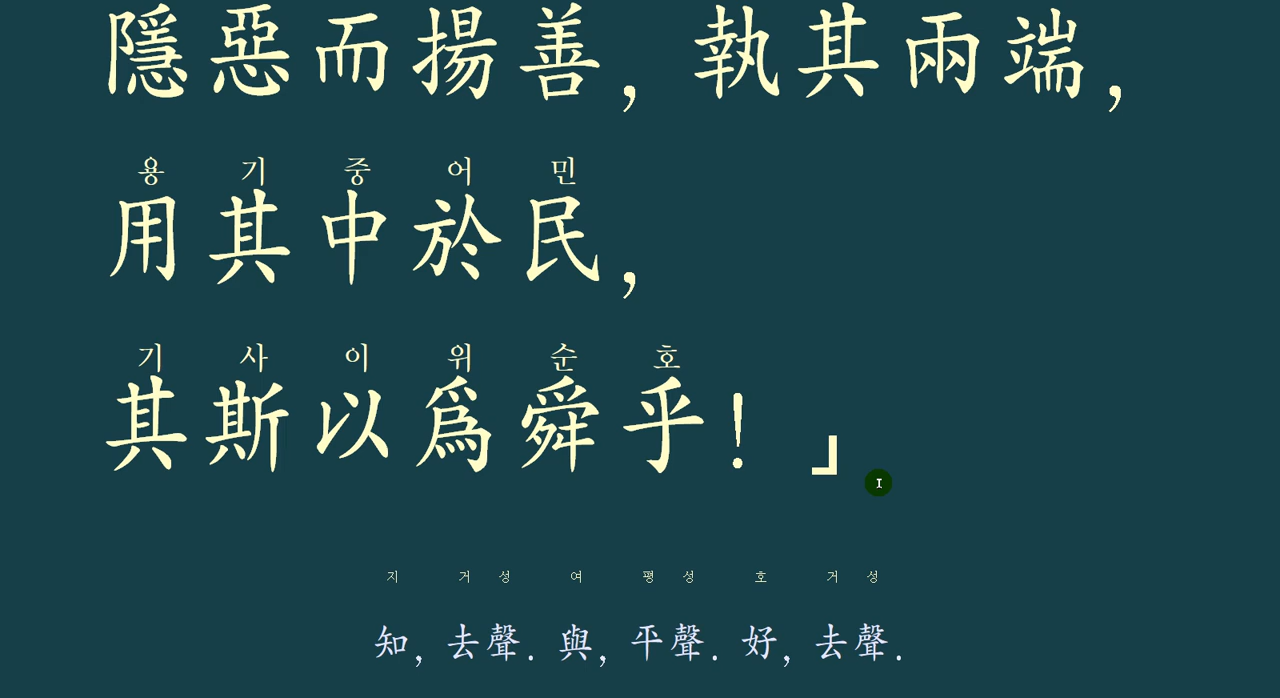 隱惡而揚善, 執其兩端,
용 기 중 어 민
用其中於民,
기 사 이 위 순 호
其斯以爲舜乎! 」
지 거 성 여 평 성 호 거 성
知, 去聲. 與, 平聲. 好, 去聲.